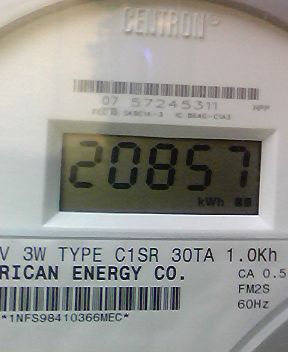 CENTRON®
07 57245311
20857
kWh
V 3W TYPE C1SR 30TA 1.0Kh
RICAN ENERGY CO.
CA 0.5
FM2S
60Hz
*1NFS98410366MEC*